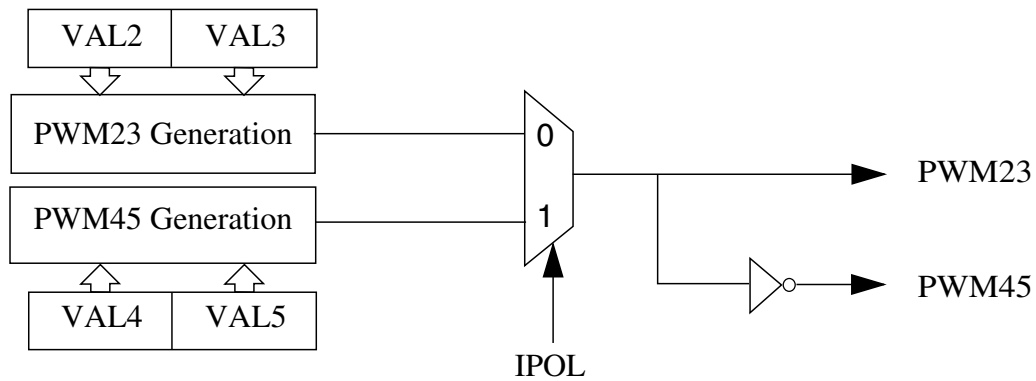 VAL2 VAL3
PWM23 Generation
0
PWM23
PWM45 Generation
1
PWM45
VAL4 VAL5
IPOL